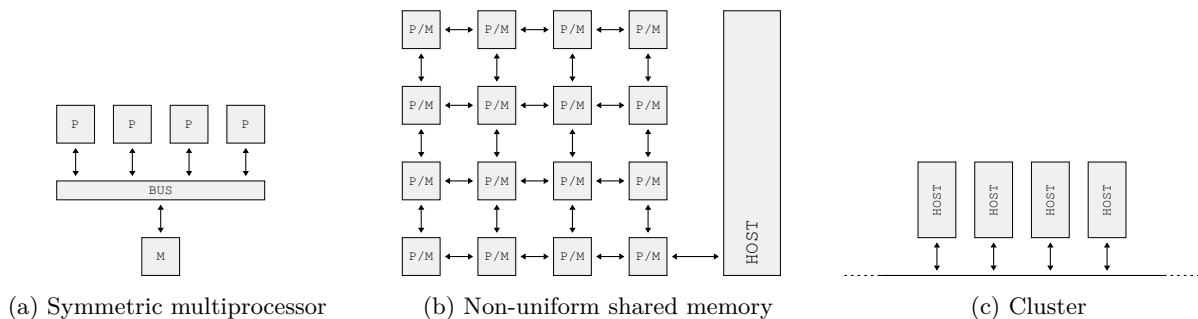 P P P P
BUS
M
(a) Symmetric multiprocessor
P/M P/M P/M P/M
P/M P/M P/M P/M
P/M P/M P/M P/M
P/M P/M P/M P/M
HOST
(b) Non-uniform shared memory
HOST HOST HOST HOST
(c) Cluster